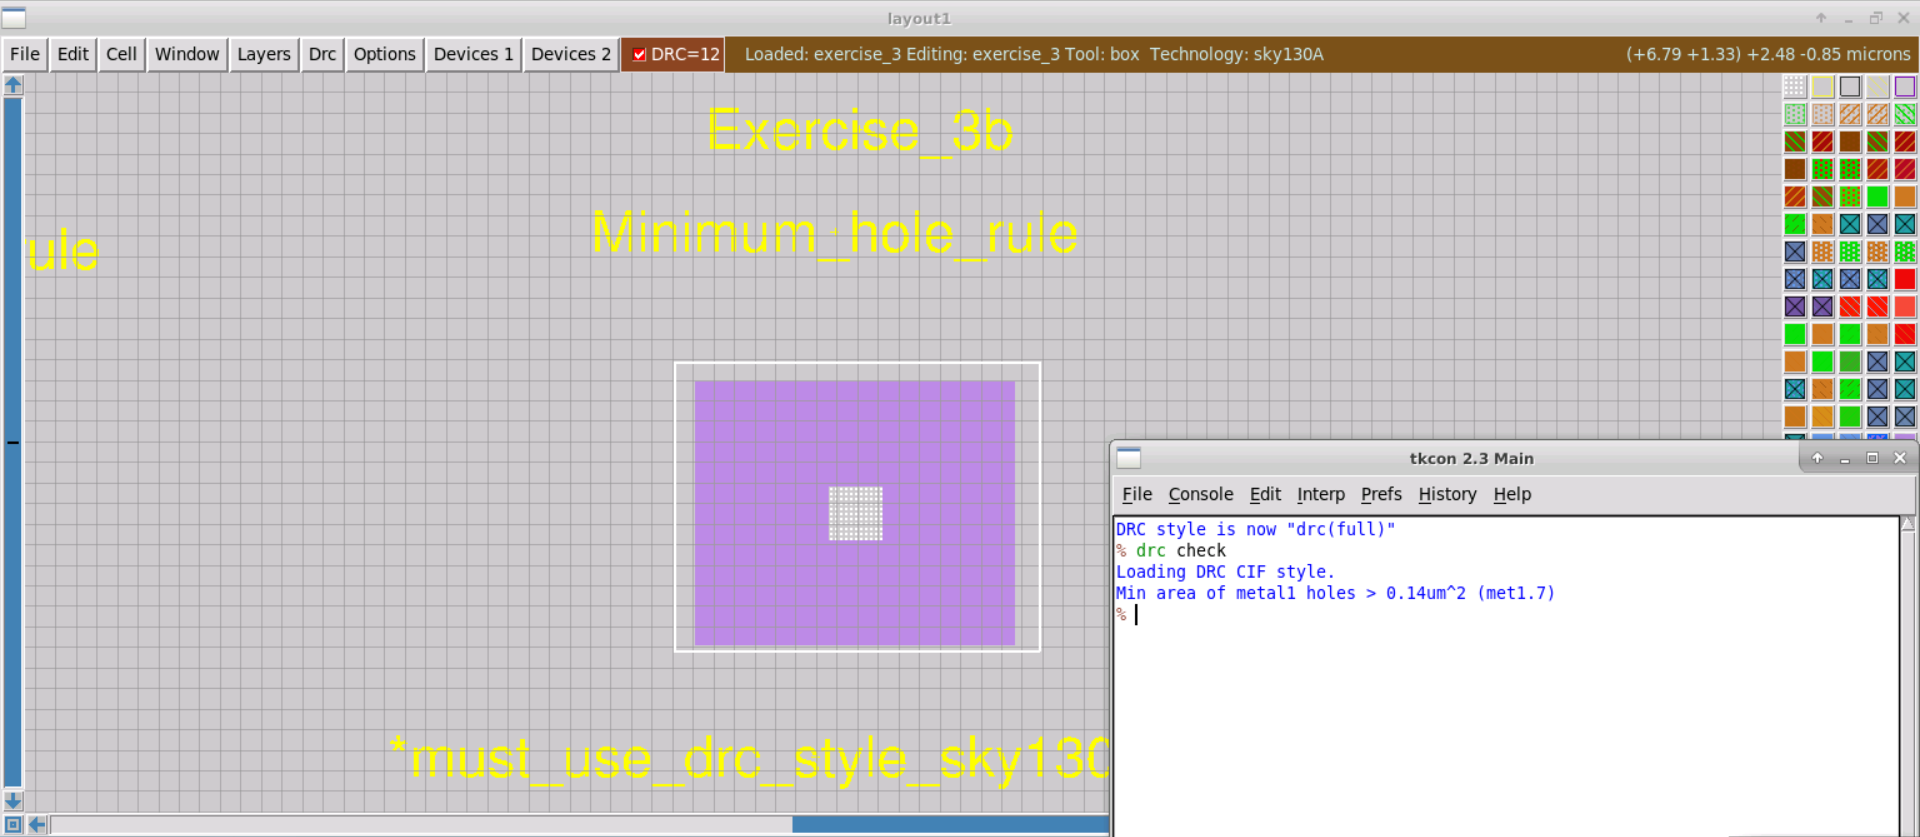 layout1
File Edit Cell Window Layers Drc Options Devices 1 Devices 2 DRC=12 Loaded: exercise_3 Editing: exercise_3 Tool: box Technology: sky130A (+6.79 +1.33) +2.48 -0.85 microns
Exercise_3b
Minimum_hole_rule
rule
*must_use_drc_style_sky130
tkcon 2.3 Main
File Console Edit Interp Prefs History Help
DRC style is now "drc(full)"
% drc check
Loading DRC CIF style.
Min area of metal1 holes > 0.14um^2 (met1.7)
%